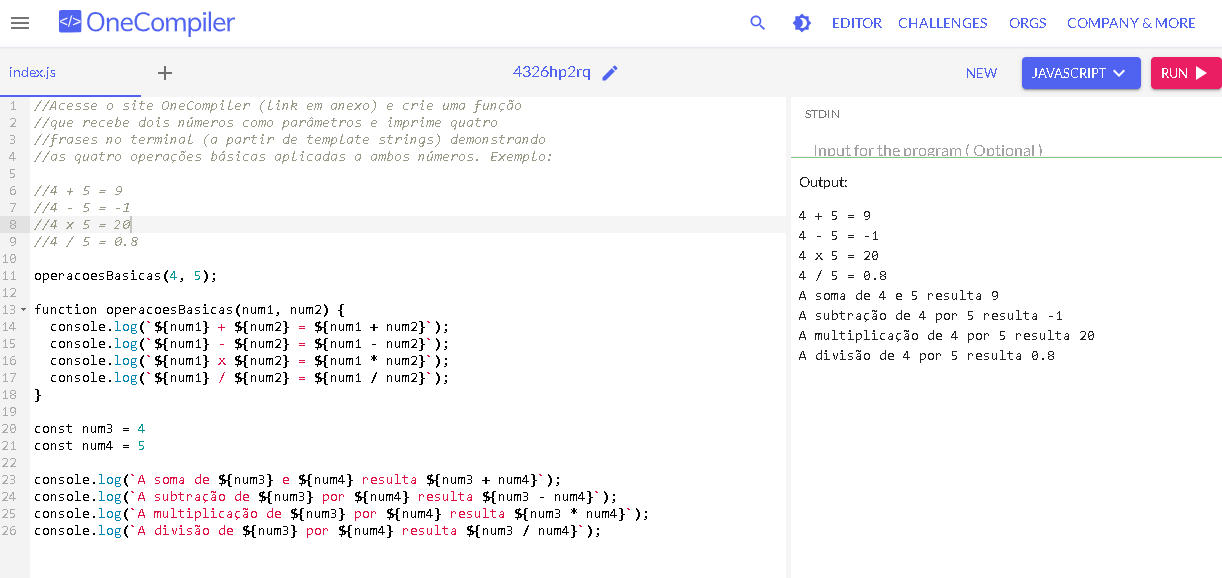 OneCompiler
EDITOR CHALLENGES ORGS COMPANY & MORE
index.js + 4326hp2rq NEW JAVASCRIPT RUN
1 //Acesse o site OneCompiler (link em anexo) e crie uma função
2 //que recebe dois números como parâmetros e imprime quatro
3 //frases no terminal (a partir de template strings) demonstrando
4 //as quatro operações básicas aplicadas a ambos números. Exemplo:
5
6 //4 + 5 = 9
7 //4 - 5 = -1
8 //4 x 5 = 20
9 //4 / 5 = 0.8
10
11 operacoesBasicas(4, 5);
12
13 function operacoesBasicas(num1, num2) {
14   console.log(`${num1} + ${num2} = ${num1 + num2}`);
15   console.log(`${num1} - ${num2} = ${num1 - num2}`);
16   console.log(`${num1} x ${num2} = ${num1 * num2}`);
17   console.log(`${num1} / ${num2} = ${num1 / num2}`);
18 }
19
20 const num3 = 4
21 const num4 = 5
22
23 console.log(`A soma de ${num3} e ${num4} resulta ${num3 + num4}`);
24 console.log(`A subtração de ${num3} por ${num4} resulta ${num3 - num4}`);
25 console.log(`A multiplicação de ${num3} por ${num4} resulta ${num3 * num4}`);
26 console.log(`A divisão de ${num3} por ${num4} resulta ${num3 / num4}`);
STDIN
Input for the program ( Optional )
Output:
4 + 5 = 9
4 - 5 = -1
4 x 5 = 20
4 / 5 = 0.8
A soma de 4 e 5 resulta 9
A subtração de 4 por 5 resulta -1
A multiplicação de 4 por 5 resulta 20
A divisão de 4 por 5 resulta 0.8